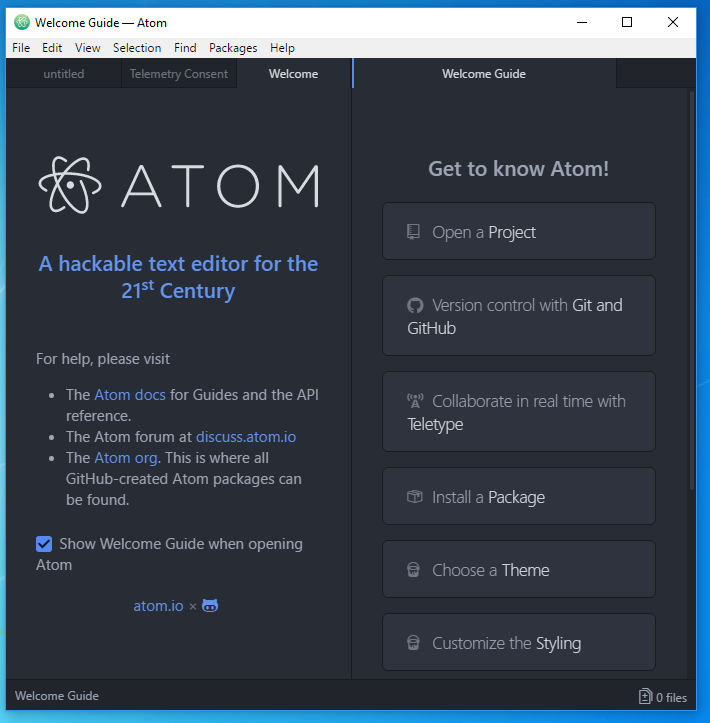 Welcome Guide — Atom
File Edit View Selection Find Packages Help
untitled Telemetry Consent Welcome Welcome Guide
ATOM
A hackable text editor for the
21st Century
For help, please visit
• The Atom docs for Guides and the API
reference.
• The Atom forum at discuss.atom.io
• The Atom org. This is where all
GitHub-created Atom packages can
be found.
Show Welcome Guide when opening
Atom
atom.io ×
Get to know Atom!
Open a Project
Version control with Git and
GitHub
Collaborate in real time with
Teletype
Install a Package
Choose a Theme
Customize the Styling
Welcome Guide 0 files